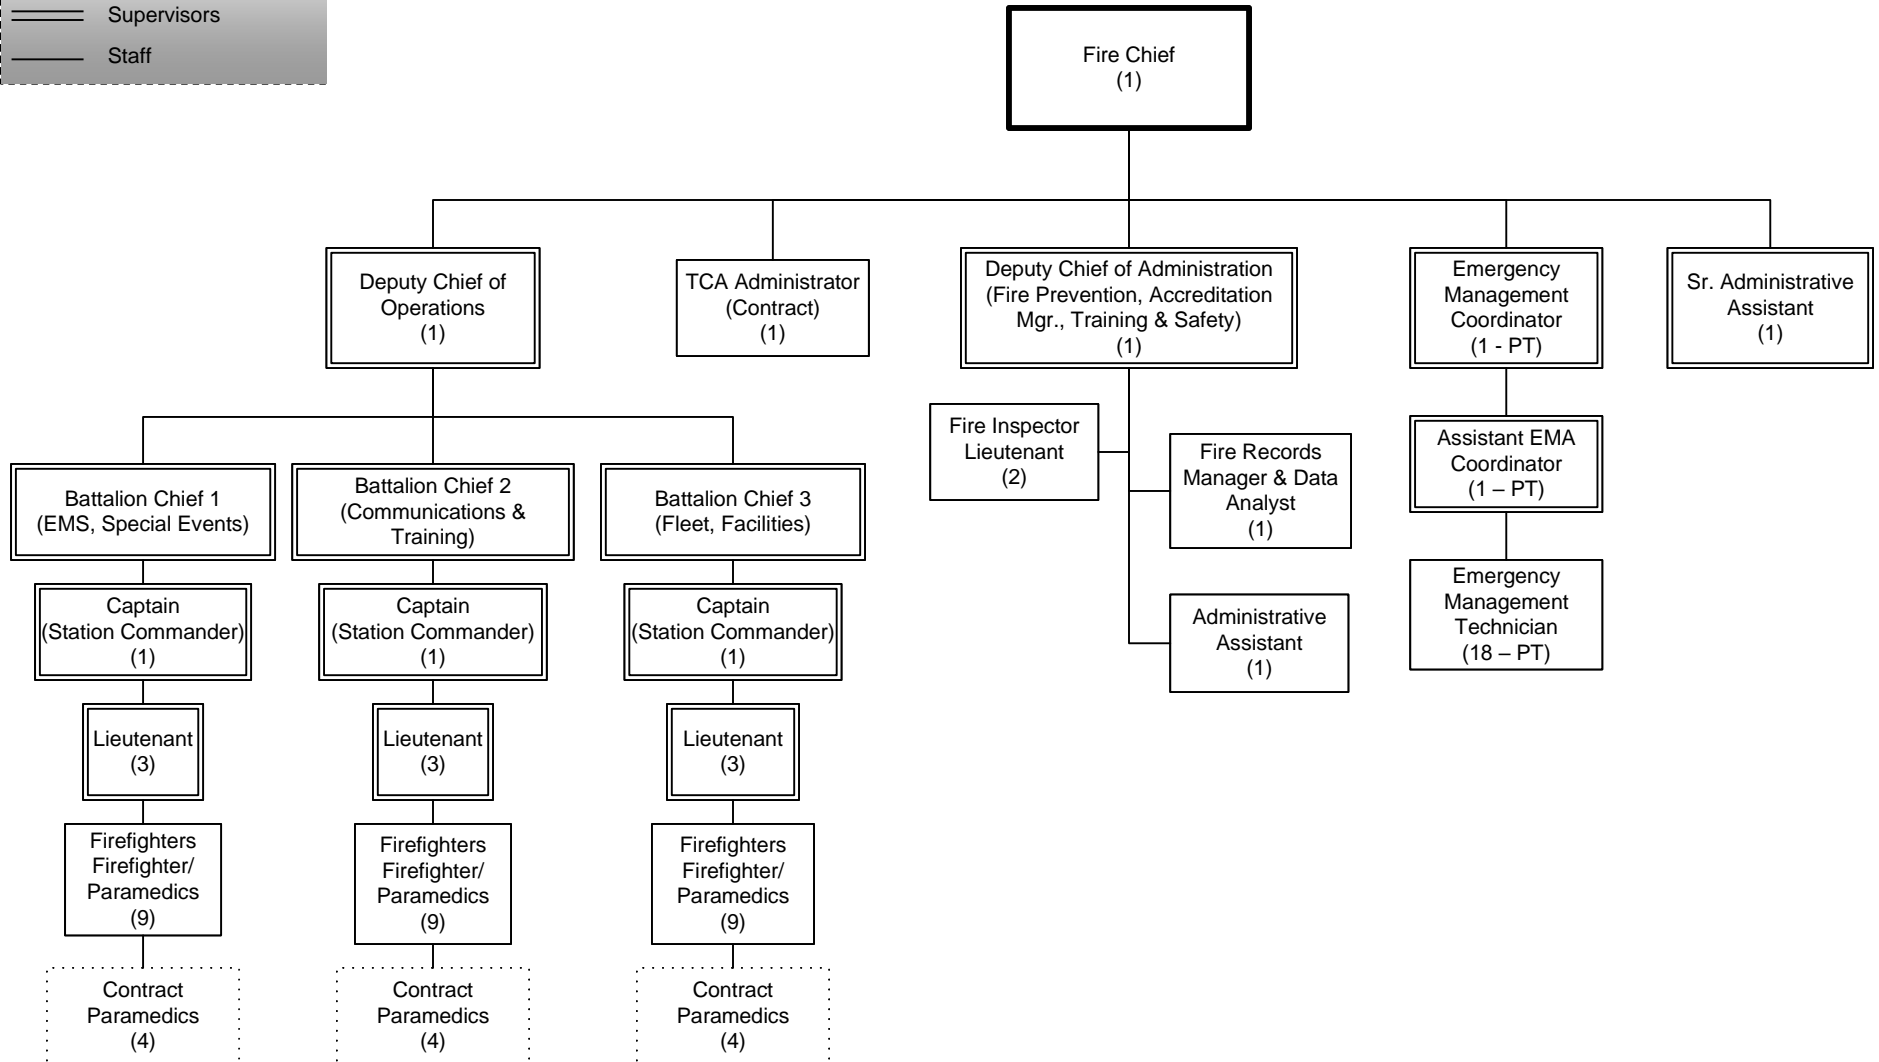 Supervisors
Staff
Fire Chief
(1)
Deputy Chief of
Operations
(1)
TCA Administrator
(Contract)
(1)
Deputy Chief of Administration
(Fire Prevention, Accreditation
Mgr., Training & Safety)
(1)
Emergency
Management
Coordinator
(1 - PT)
Sr. Administrative
Assistant
(1)
Fire Inspector
Lieutenant
(2)
Fire Records
Manager & Data
Analyst
(1)
Administrative
Assistant
(1)
Assistant EMA
Coordinator
(1 – PT)
Emergency
Management
Technician
(18 – PT)
Battalion Chief 1
(EMS, Special Events)
Battalion Chief 2
(Communications &
Training)
Battalion Chief 3
(Fleet, Facilities)
Captain
(Station Commander)
(1)
Captain
(Station Commander)
(1)
Captain
(Station Commander)
(1)
Lieutenant
(3)
Lieutenant
(3)
Lieutenant
(3)
Firefighters
Firefighter/
Paramedics
(9)
Firefighters
Firefighter/
Paramedics
(9)
Firefighters
Firefighter/
Paramedics
(9)
Contract
Paramedics
(4)
Contract
Paramedics
(4)
Contract
Paramedics
(4)